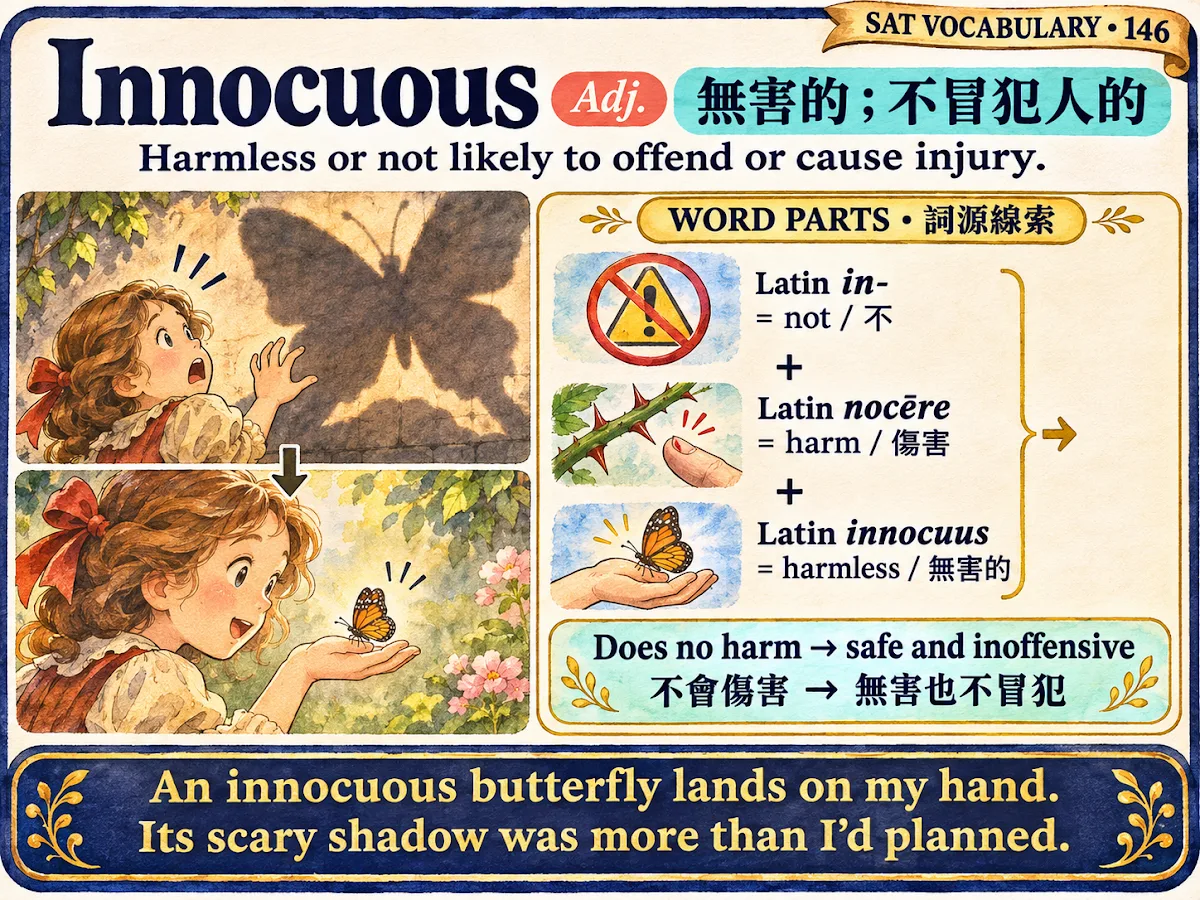 SAT VOCABULARY • 146
Innocuous Adj. 無害的；不冒犯人的
Harmless or not likely to offend or cause injury.
WORD PARTS • 詞源線索
Latin in-
= not / 不
+
Latin nocēre
= harm / 傷害
+
Latin innocuus
= harmless / 無害的
Does no harm → safe and inoffensive
不會傷害 → 無害也不冒犯
An innocuous butterfly lands on my hand.
Its scary shadow was more than I’d planned.